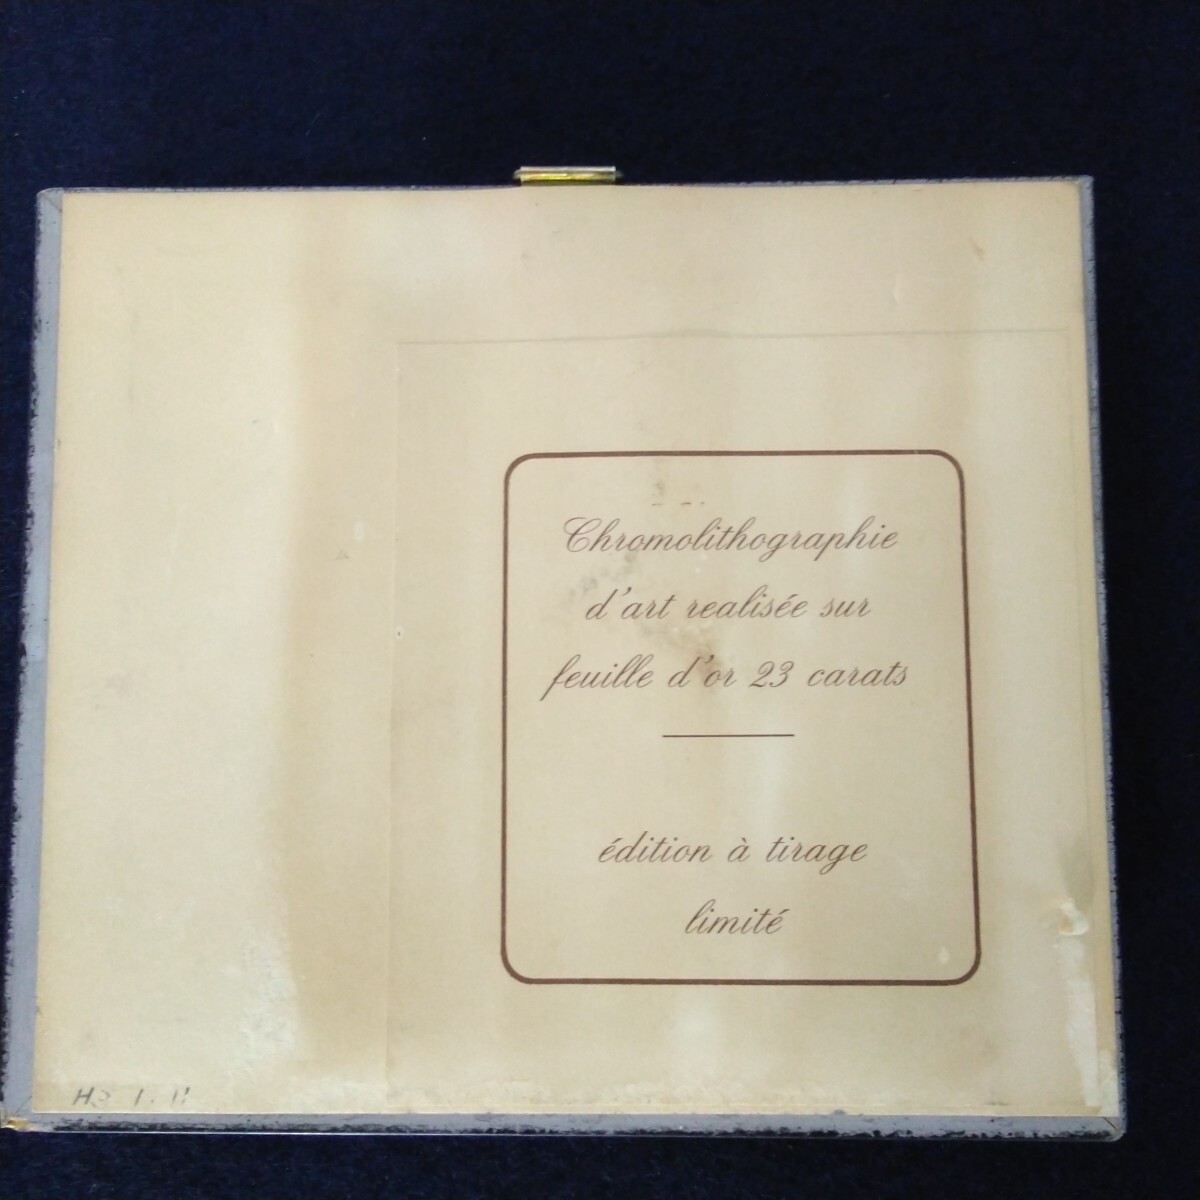 Chromolithographie
d'art realisée sur
feuille d'or 23 carats
édition à tirage
limité